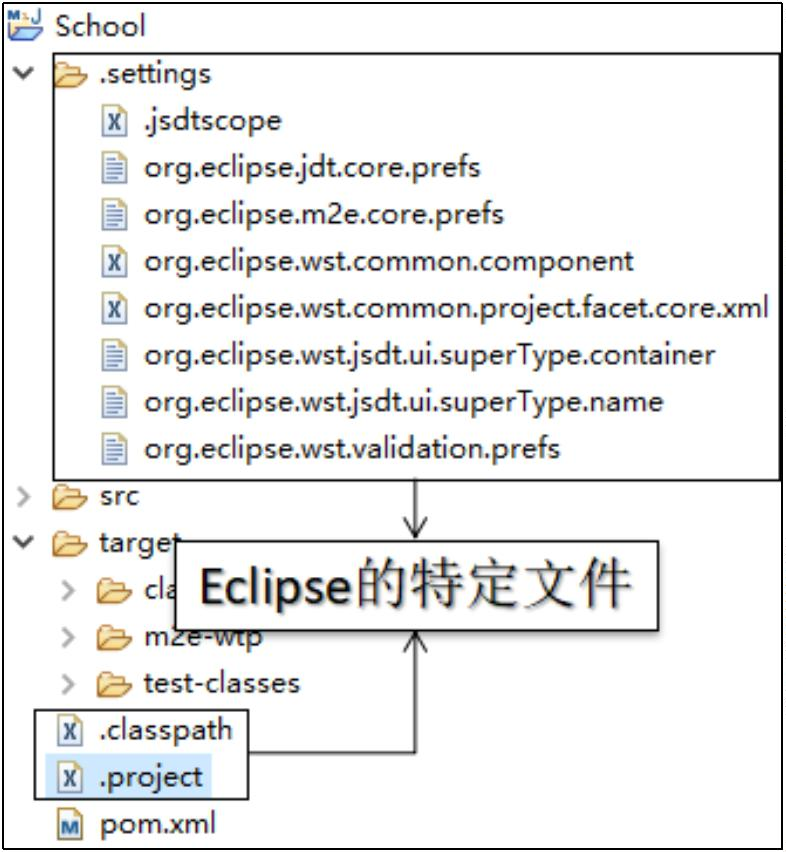 School
.settings
.jsdtscope
org.eclipse.jdt.core.prefs
org.eclipse.m2e.core.prefs
org.eclipse.wst.common.component
org.eclipse.wst.common.project.facet.core.xml
org.eclipse.wst.jsdt.ui.superType.container
org.eclipse.wst.jsdt.ui.superType.name
org.eclipse.wst.validation.prefs
src
target
Eclipse的特定文件
m2e-wtp
test-classes
.classpath
.project
pom.xml